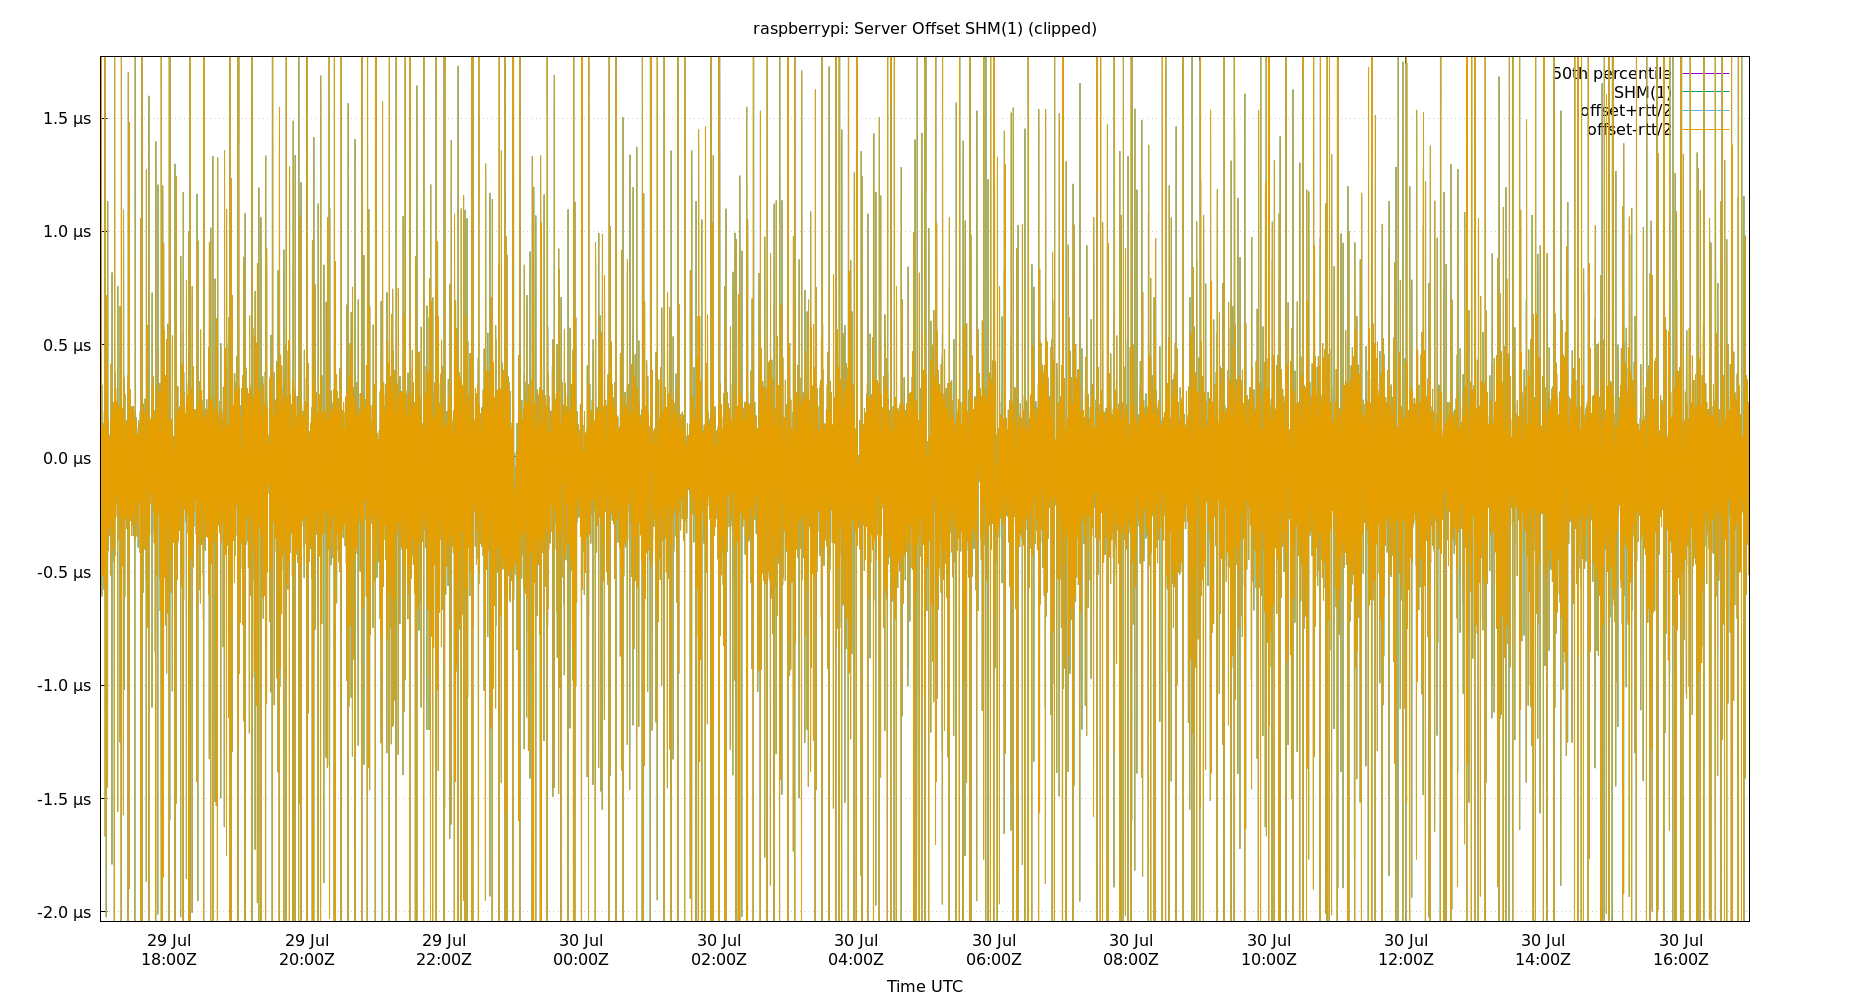 raspberrypi: Server Offset SHM(1) (clipped)
50th percentile
SHM(1)
offset+rtt/2
offset-rtt/2
1.5 µs
1.0 µs
0.5 µs
0.0 µs
-0.5 µs
-1.0 µs
-1.5 µs
-2.0 µs
29 Jul 29 Jul 29 Jul 30 Jul 30 Jul 30 Jul 30 Jul 30 Jul 30 Jul 30 Jul 30 Jul 30 Jul
18:00Z 20:00Z 22:00Z 00:00Z 02:00Z 04:00Z 06:00Z 08:00Z 10:00Z 12:00Z 14:00Z 16:00Z
Time UTC